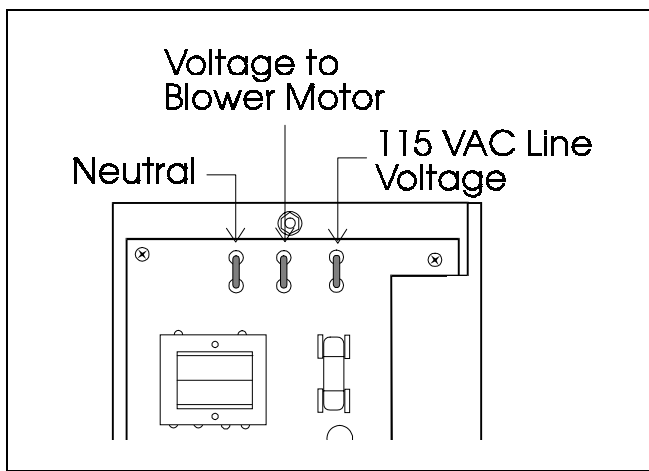 Voltage to
Blower Motor
115 VAC Line
Voltage
Neutral